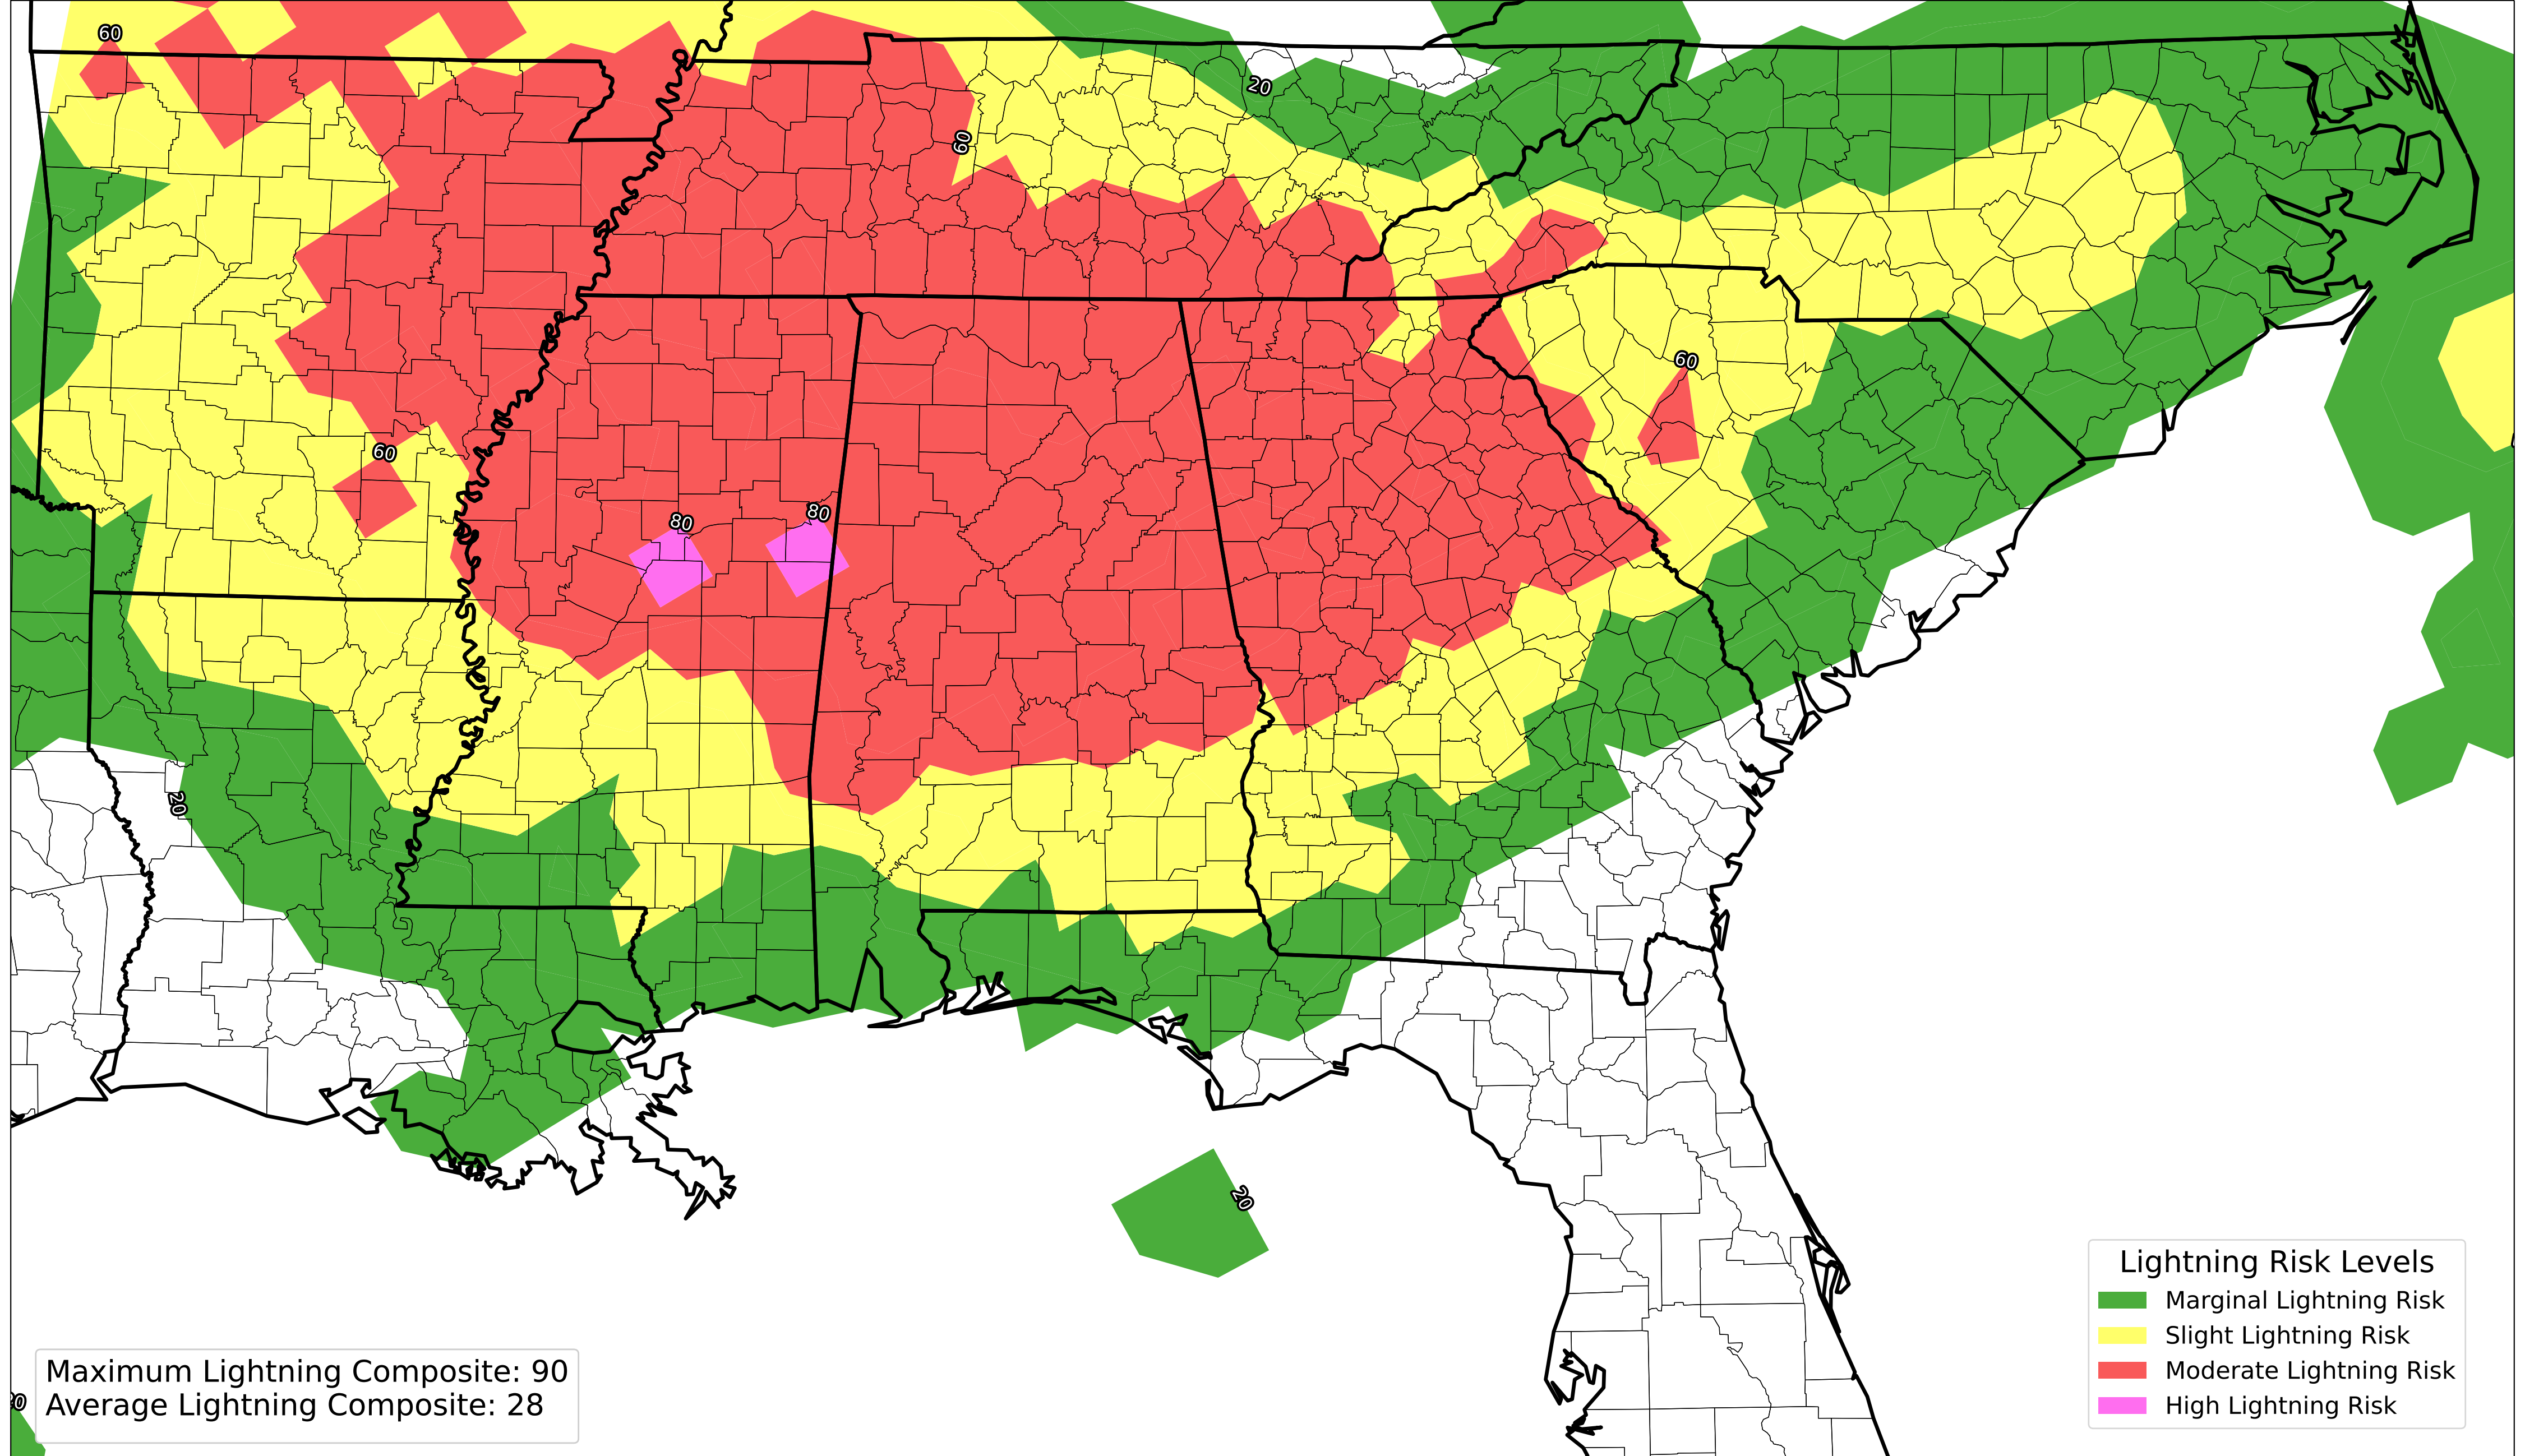 60
20
60
60
60
80
80
20
20
Lightning Risk Levels
Marginal Lightning Risk
Slight Lightning Risk
Moderate Lightning Risk
High Lightning Risk
Maximum Lightning Composite: 90
Average Lightning Composite: 28